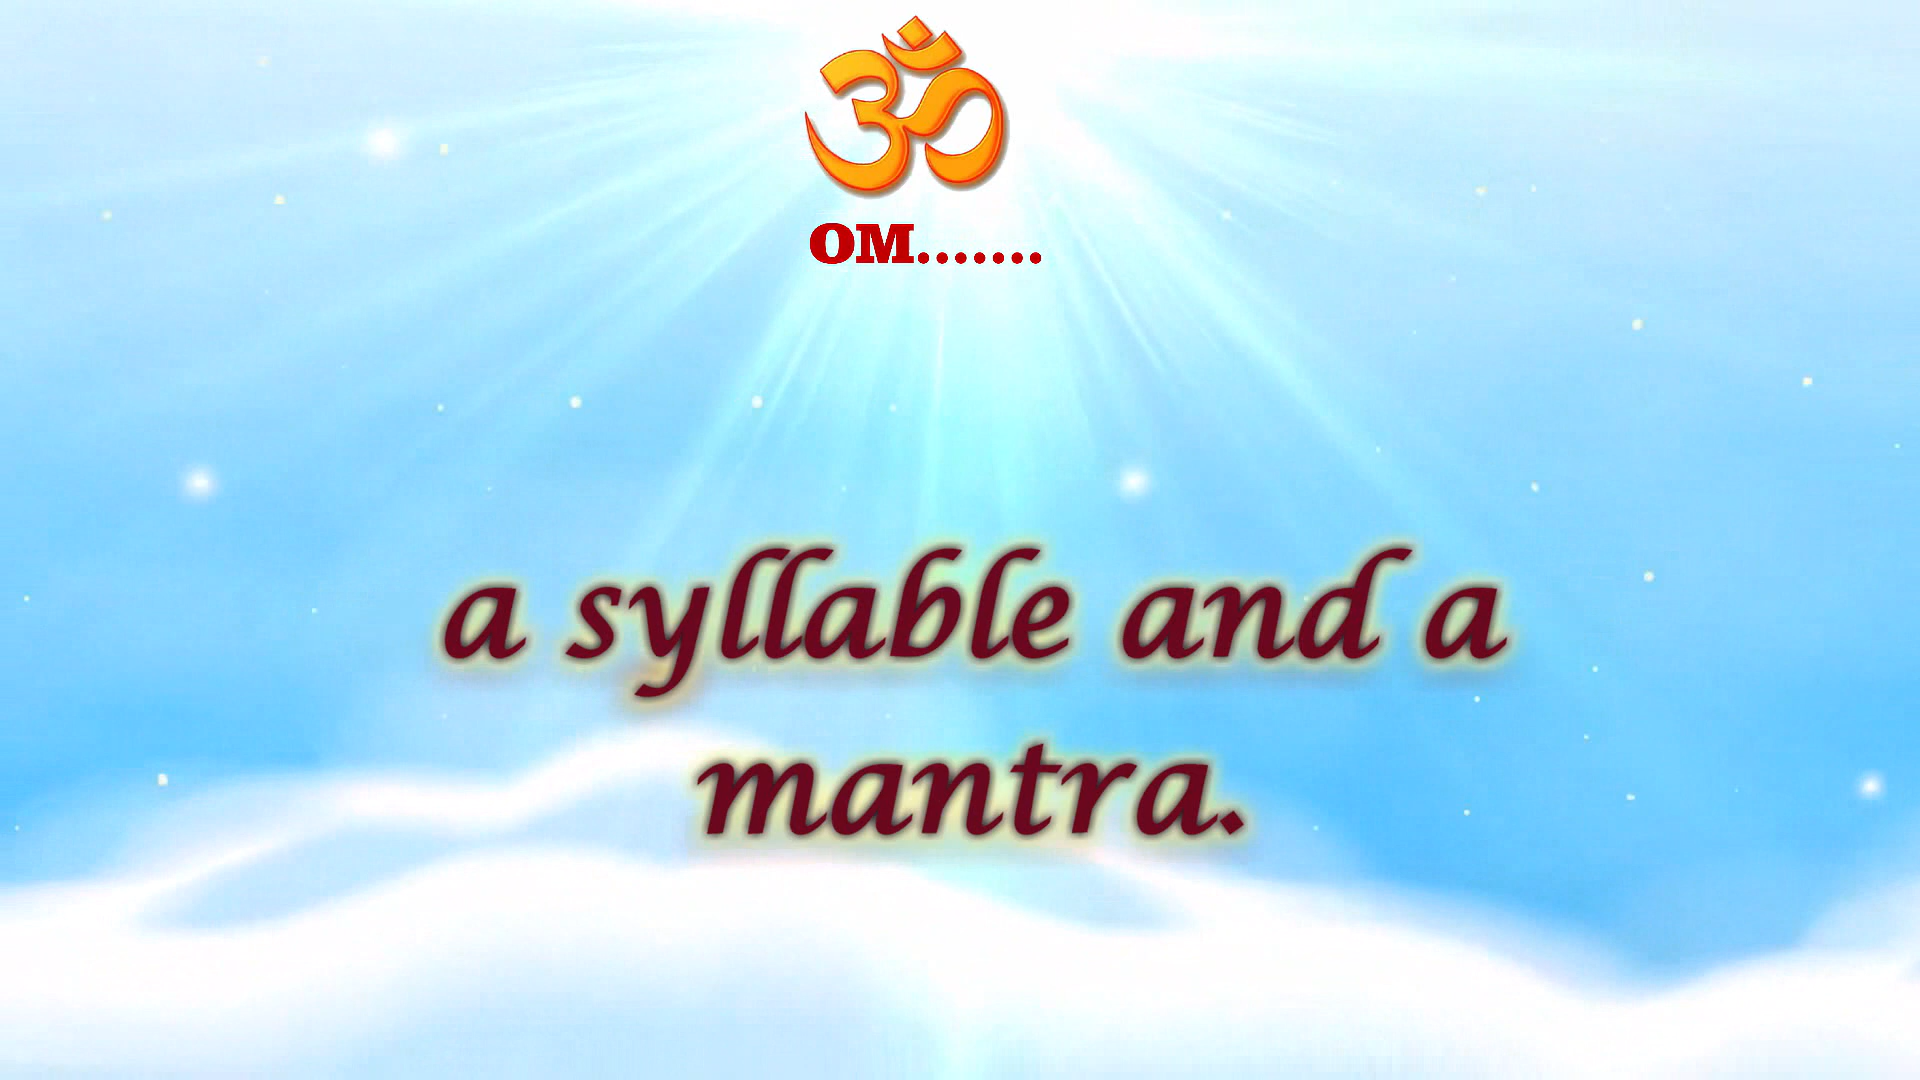 ॐ
OM.......
a syllable and a
mantra.